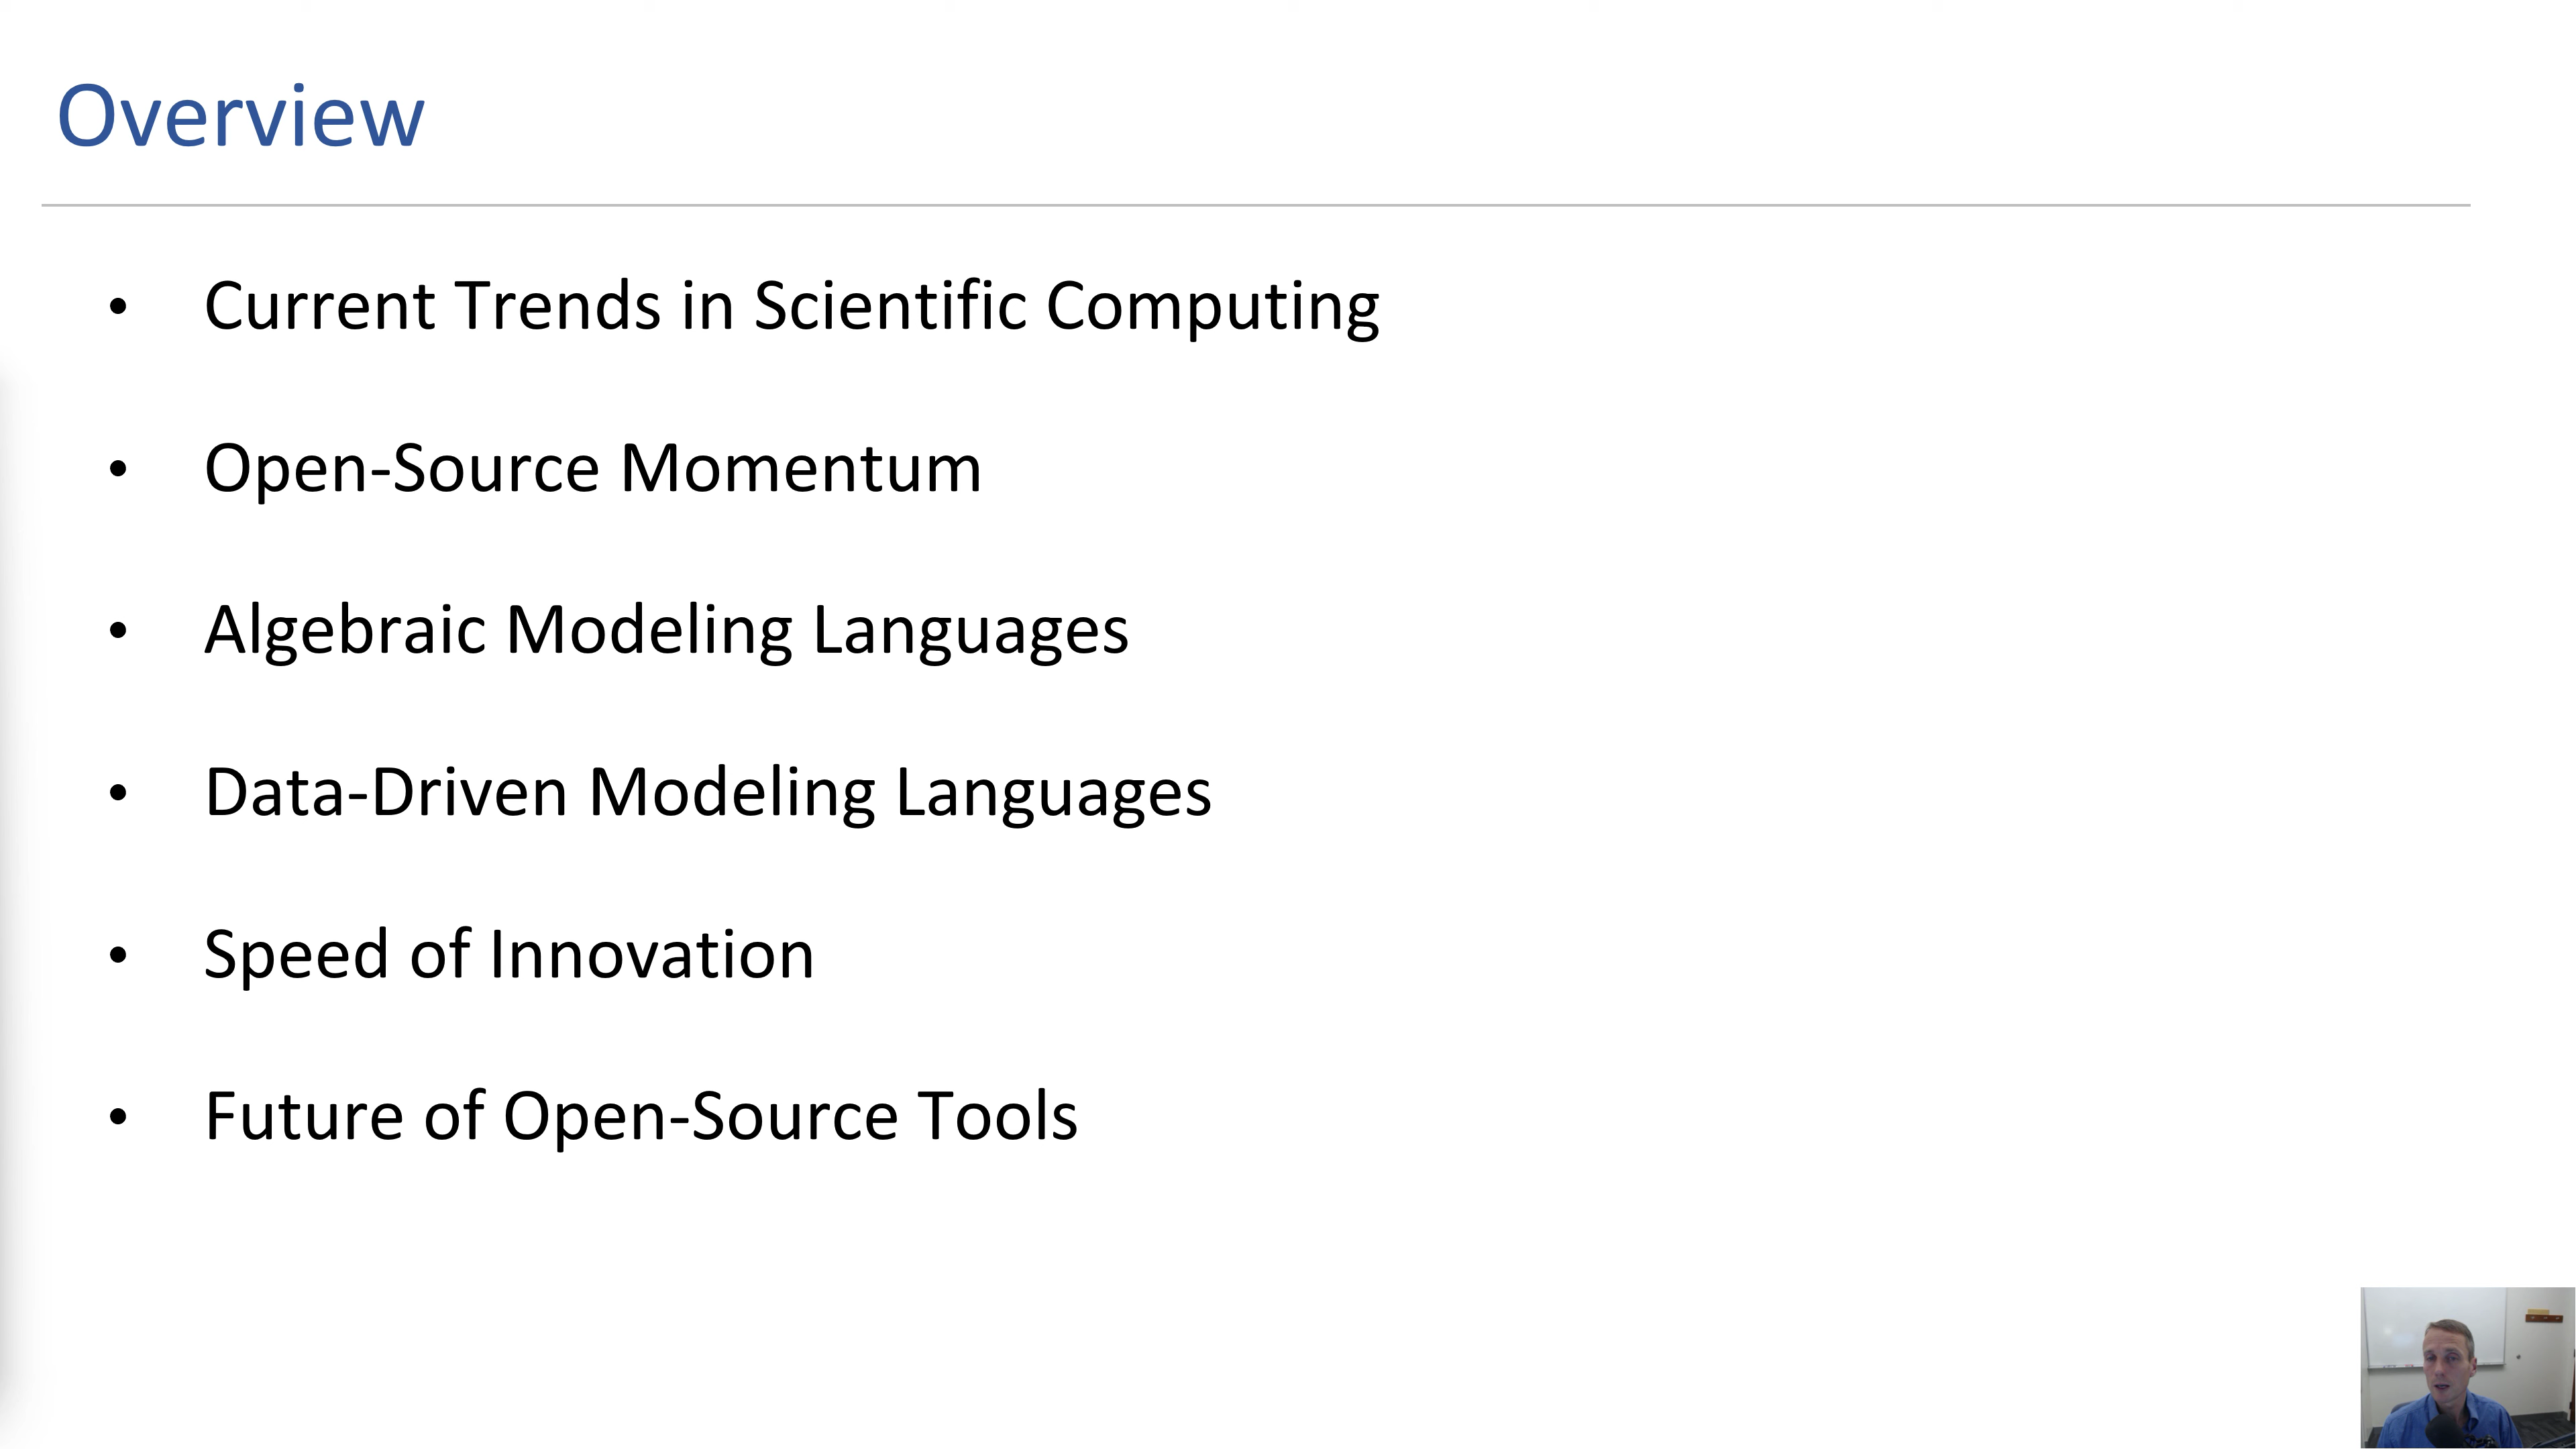 Overview
• Current Trends in Scientific Computing
• Open-Source Momentum
• Algebraic Modeling Languages
• Data-Driven Modeling Languages
• Speed of Innovation
• Future of Open-Source Tools